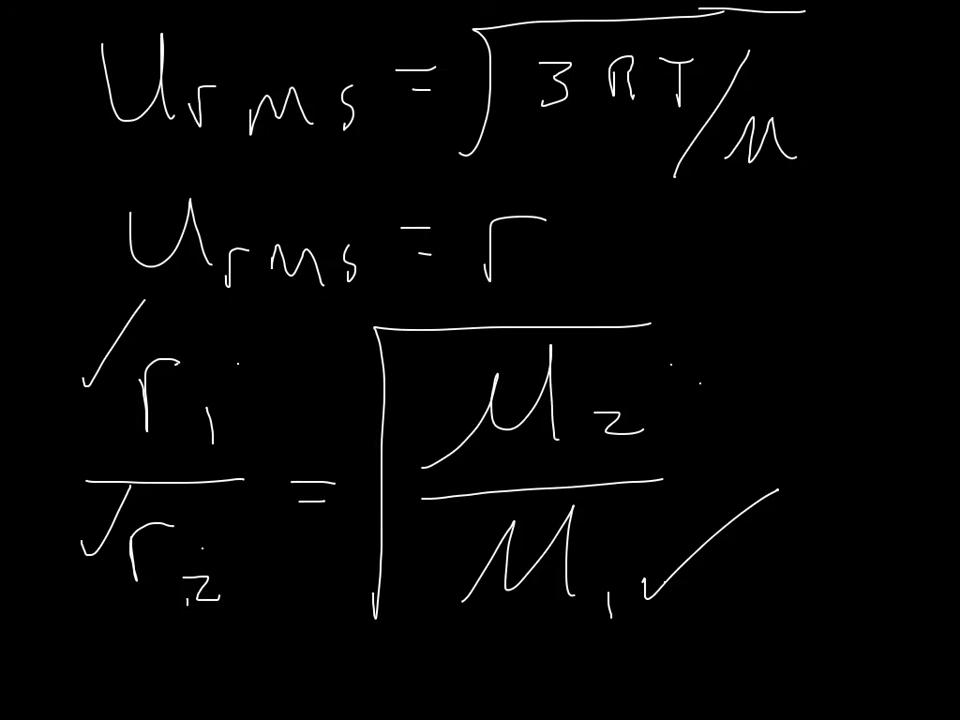 Urms = √3RT/M
Urms = r
r1/r2 = √M2/M1